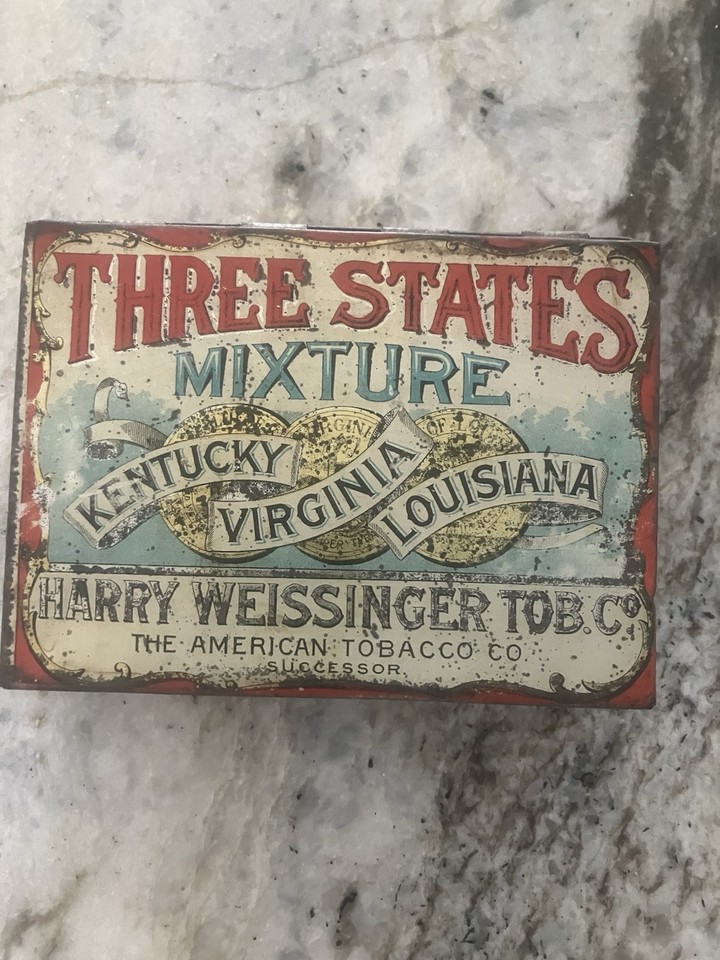 THREE STATES
MIXTURE
KENTUCKY
VIRGINIA
LOUISIANA
HARRY WEISSINGER TOB. Co.
THE AMERICAN TOBACCO CO.
SUCCESSOR.